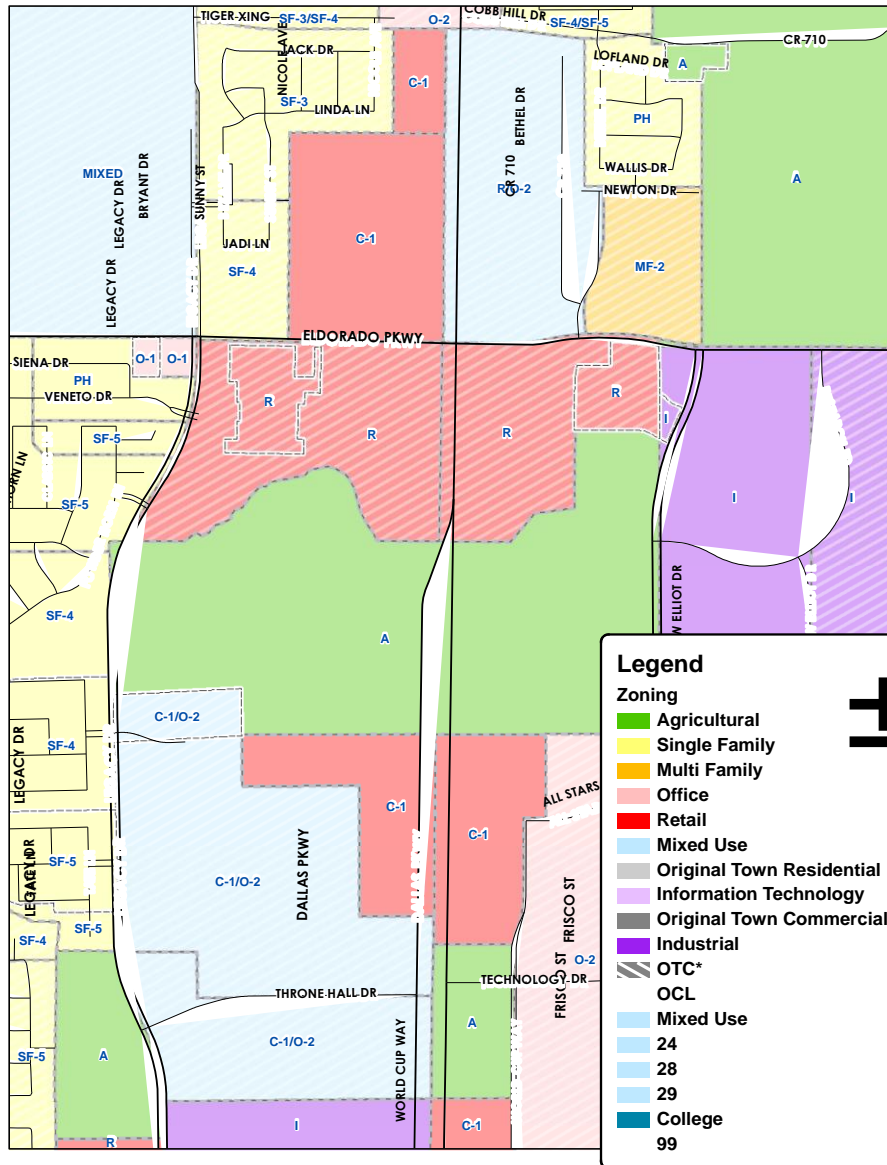 TIGER XING
SF-3/SF-4
O-2
COBB HILL DR
SF-4/SF-5
CR 710
JACK DR
NICOLE AVE
LOFLAND DR
A
C-1
SF-3
LINDA LN
BETHEL DR
PH
MIXED
BRYANT DR
LEGACY DR
SUNNY ST
CR 710
R/O-2
WALLIS DR
NEWTON DR
A
JADI LN
C-1
SF-4
MF-2
LEGACY DR
ELDORADO PKWY
SIENA DR
O-1
O-1
PH
VENETO DR
R
R
I
SF-5
R
R
SF-5
I
I
SF-4
A
C-1/O-2
SF-4
LEGACY DR
ALL STARS
C-1
C-1
DALLAS PKWY
SF-5
C-1/O-2
SF-5
SF-4
FRISCO ST
O-2
TECHNOLOGY DR
FRISCO ST
THRONE HALL DR
A
SF-5
A
C-1/O-2
WORLD CUP WAY
I
C-1
R
Legend
Zoning
Agricultural
Single Family
Multi Family
Office
Retail
Mixed Use
Original Town Residential
Information Technology
Original Town Commercial
Industrial
OTC*
OCL
Mixed Use
24
28
29
College
99